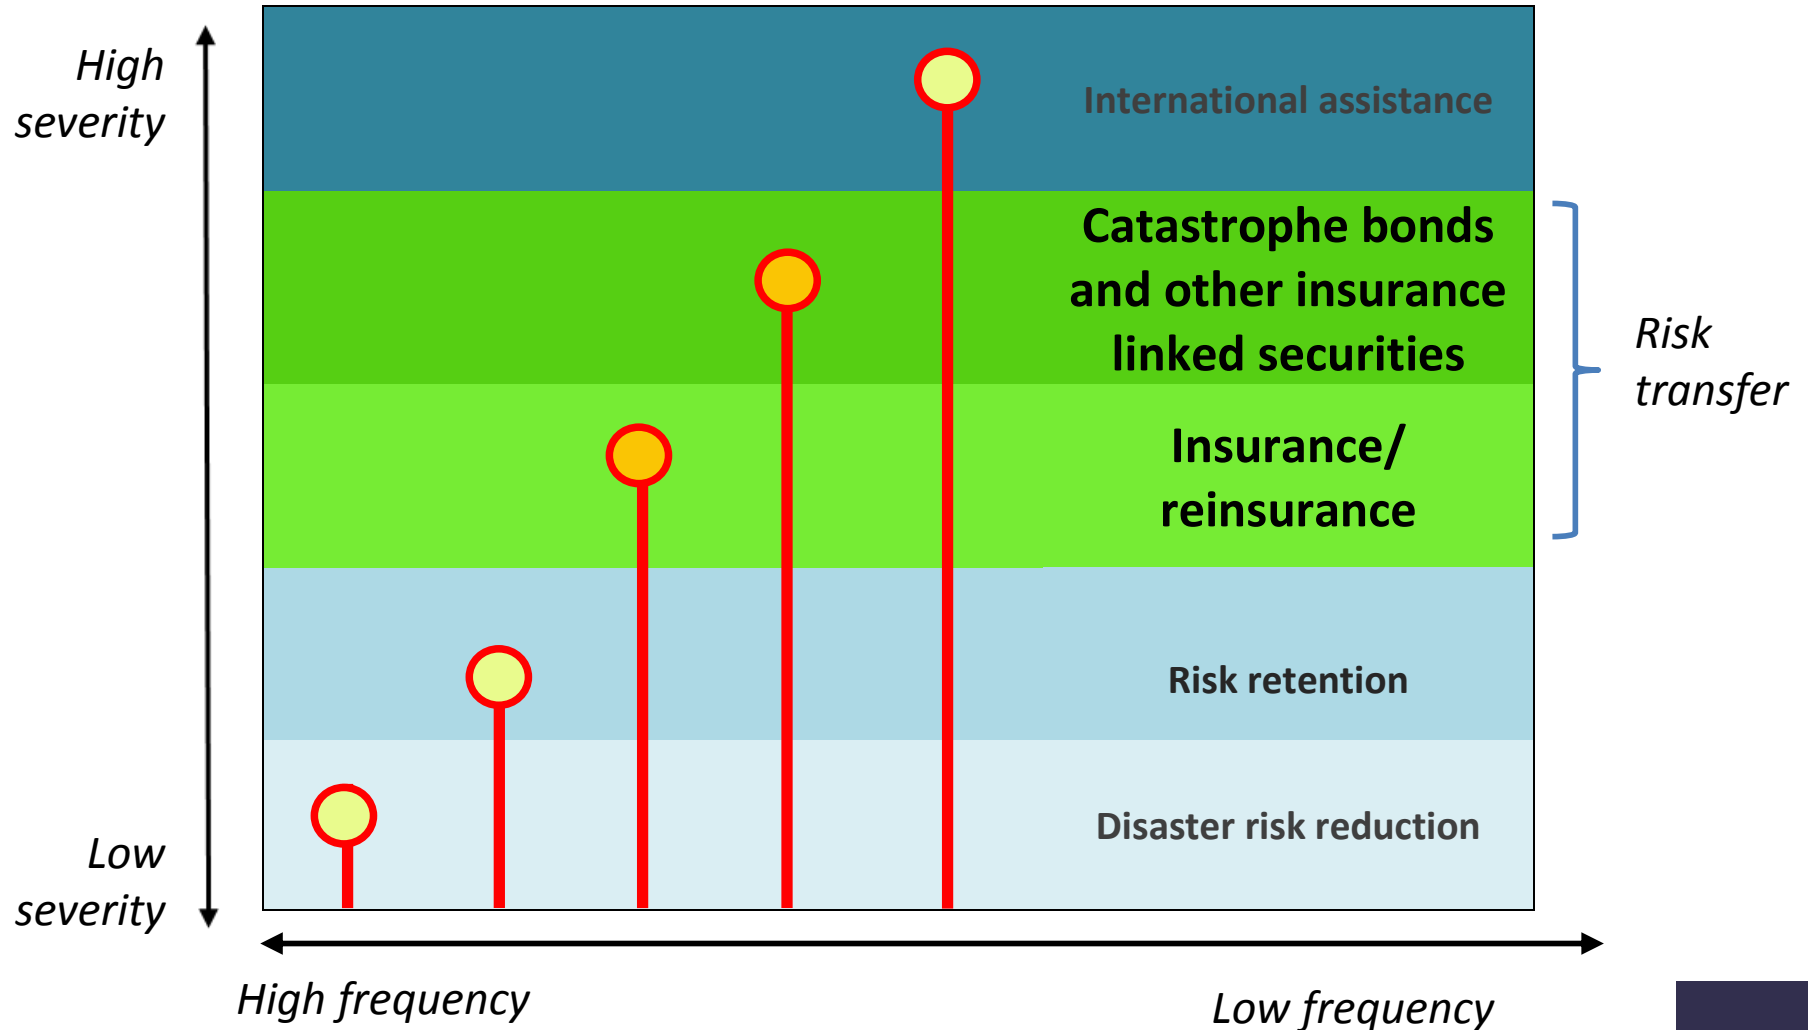 High
severity
International assistance
Catastrophe bonds
and other insurance
linked securities
Risk
transfer
Insurance/
reinsurance
Risk retention
Disaster risk reduction
Low
severity
High frequency
Low frequency